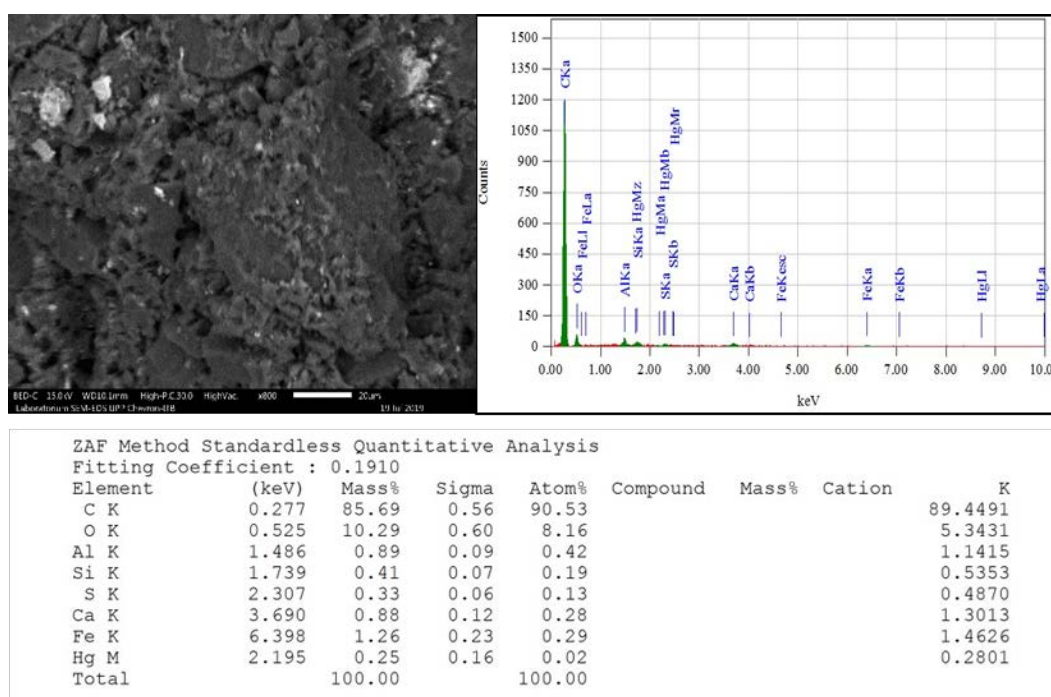 BED-C 15.0kV WD10.1mm High-P.C.30.0 HighVac. x800 20µm
Laboratorium SEM-EDS UPP Chevron-ITB 19 Jul 2019
Counts
1500
1350
1200
1050
900
750
600
450
300
150
0
CKa
OKa
FeLl
FeLa
AlKa
SiKa
HgMz
SKa
HgMa
HgMb
SKb
HgMr
CaKa
CaKb
FeKesc
FeKa
FeKb
HgLl
HgLa
0.00 1.00 2.00 3.00 4.00 5.00 6.00 7.00 8.00 9.00 10.0
keV
ZAF Method Standardless Quantitative Analysis
Fitting Coefficient : 0.1910
Element (keV) Mass% Sigma Atom% Compound Mass% Cation K
C K 0.277 85.69 0.56 90.53 89.4491
O K 0.525 10.29 0.60 8.16 5.3431
Al K 1.486 0.89 0.09 0.42 1.1415
Si K 1.739 0.41 0.07 0.19 0.5353
S K 2.307 0.33 0.06 0.13 0.4870
Ca K 3.690 0.88 0.12 0.28 1.3013
Fe K 6.398 1.26 0.23 0.29 1.4626
Hg M 2.195 0.25 0.16 0.02 0.2801
Total 100.00 100.00